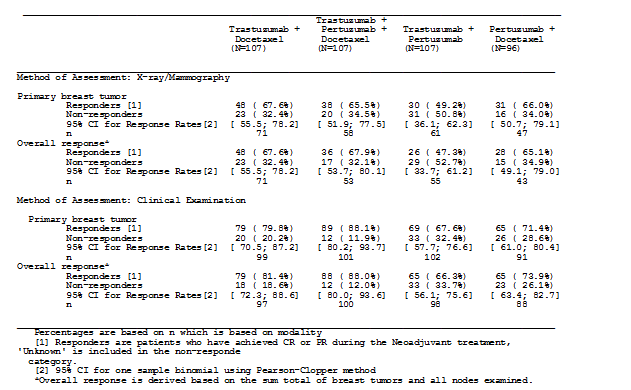 Trastuzumab + Docetaxel (N=107) Trastuzumab + Pertuzumab + Docetaxel (N=107) Trastuzumab + Pertuzumab (N=107) Pertuzumab + Docetaxel (N=96)
Method of Assessment: X-ray/Mammography
Primary breast tumor
Responders [1] 48 ( 67.6%) 38 ( 65.5%) 30 ( 49.2%) 31 ( 66.0%)
Non-responders 23 ( 32.4%) 20 ( 34.5%) 31 ( 50.8%) 16 ( 34.0%)
95% CI for Response Rates[2] [ 55.5; 78.2] [ 51.9; 77.5] [ 36.1; 62.3] [ 50.7; 79.1]
n 71 58 61 47
Overall responseª
Responders [1] 48 ( 67.6%) 36 ( 67.9%) 26 ( 47.3%) 28 ( 65.1%)
Non-responders 23 ( 32.4%) 17 ( 32.1%) 29 ( 52.7%) 15 ( 34.9%)
95% CI for Response Rates[2] [ 55.5; 78.2] [ 53.7; 80.1] [ 33.7; 61.2] [ 49.1; 79.0]
n 71 53 55 43
Method of Assessment: Clinical Examination
Primary breast tumor
Responders [1] 79 ( 79.8%) 89 ( 88.1%) 69 ( 67.6%) 65 ( 71.4%)
Non-responders 20 ( 20.2%) 12 ( 11.9%) 33 ( 32.4%) 26 ( 28.6%)
95% CI for Response Rates[2] [ 70.5; 87.2] [ 80.2; 93.7] [ 57.7; 76.6] [ 61.0; 80.4]
n 99 101 102 91
Overall responseª
Responders [1] 79 ( 81.4%) 88 ( 88.0%) 65 ( 66.3%) 65 ( 73.9%)
Non-responders 18 ( 18.6%) 12 ( 12.0%) 33 ( 33.7%) 23 ( 26.1%)
95% CI for Response Rates[2] [ 72.3; 88.6] [ 80.0; 93.6] [ 56.1; 75.6] [ 63.4; 82.7]
n 97 100 98 88
Percentages are based on n which is based on modality
[1] Responders are patients who have achieved CR or PR during the Neoadjuvant treatment,
'Unknown' is included in the non-responde
category.
[2] 95% CI for one sample binomial using Pearson-Clopper method
ªOverall response is derived based on the sum total of breast tumors and all nodes examined.